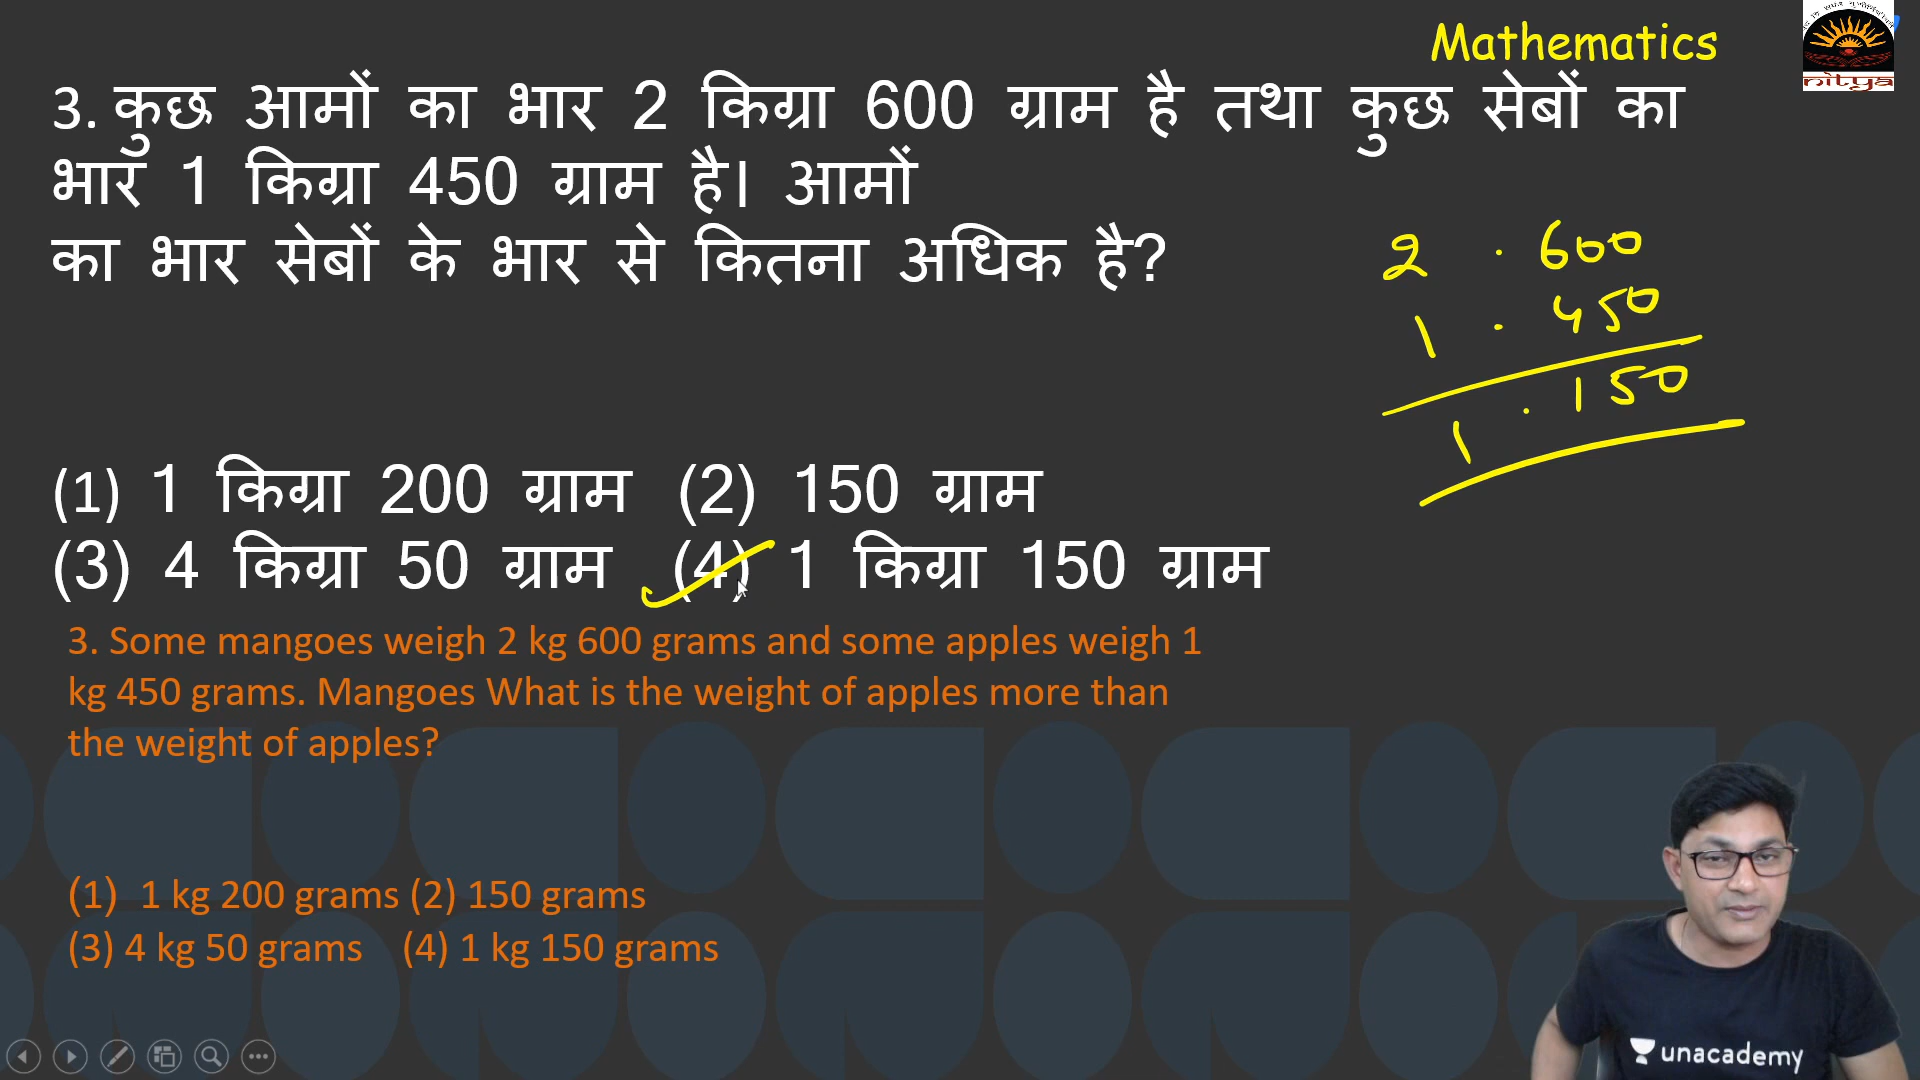 Mathematics
nitya
3. कुछ आमों का भार 2 किग्रा 600 ग्राम है तथा कुछ सेबों का
भार 1 किग्रा 450 ग्राम है। आमों
का भार सेबों के भार से कितना अधिक है?
2 . 600
1 . 450
1 . 150
(1) 1 किग्रा 200 ग्राम (2) 150 ग्राम
(3) 4 किग्रा 50 ग्राम (4) 1 किग्रा 150 ग्राम
3. Some mangoes weigh 2 kg 600 grams and some apples weigh 1
kg 450 grams. Mangoes What is the weight of apples more than
the weight of apples?
(1) 1 kg 200 grams (2) 150 grams
(3) 4 kg 50 grams (4) 1 kg 150 grams
unacademy